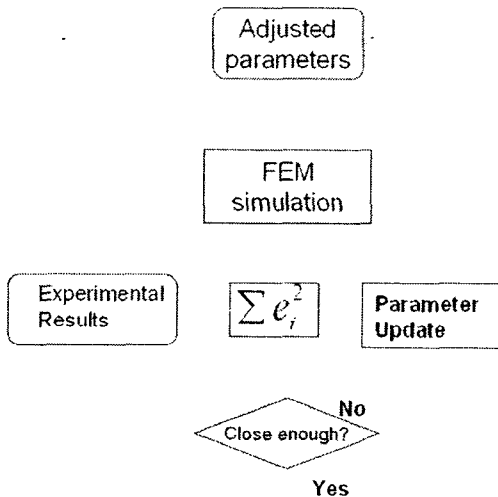 Adjusted
parameters
FEM
simulation
Experimental
Results
∑ e_i^2
Parameter
Update
No
Close enough?
Yes